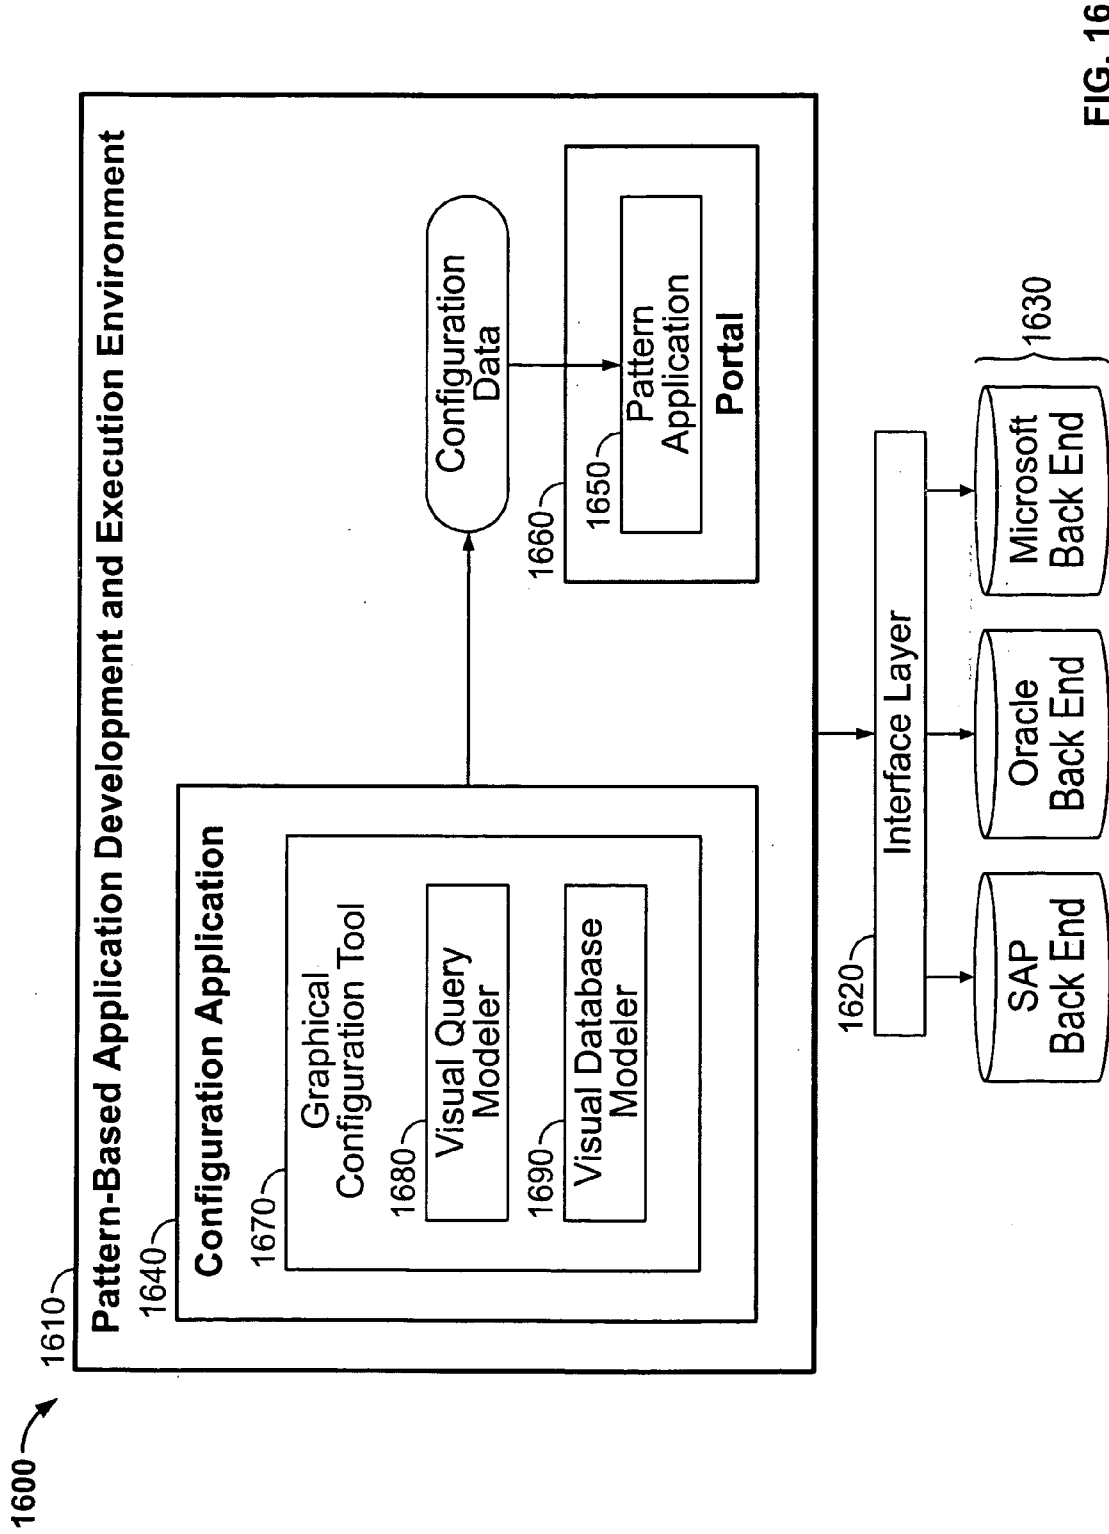 1600
1610
Pattern-Based Application Development and Execution Environment
1640
Configuration Application
1670
Graphical
Configuration Tool
1680
Visual Query
Modeler
1690
Visual Database
Modeler
Configuration
Data
1660
1650
Pattern
Application
Portal
1620
Interface Layer
SAP
Back End
Oracle
Back End
Microsoft
Back End
1630
FIG. 16